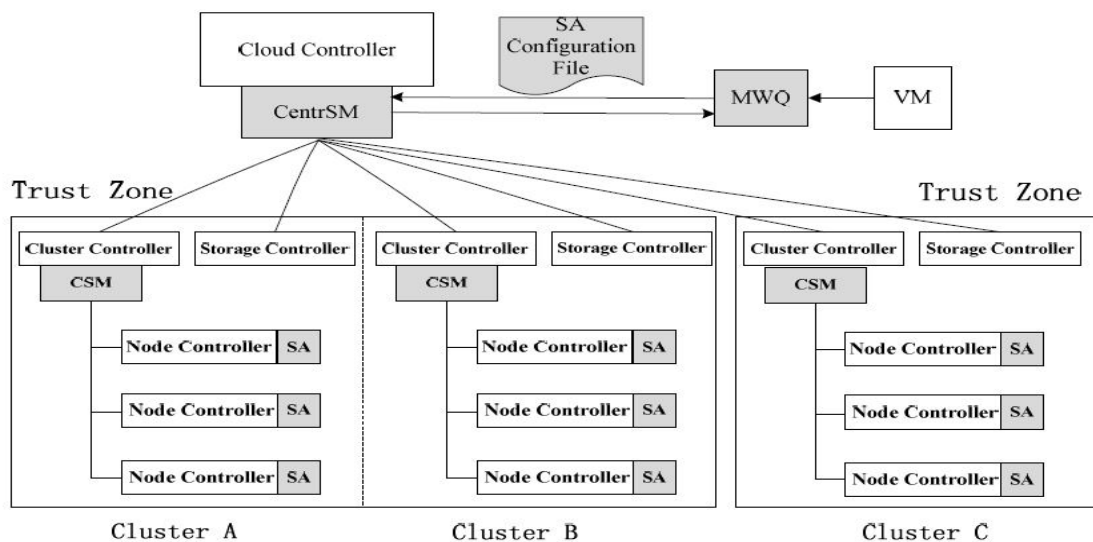 Cloud Controller
SA
Configuration
File
CentrSM
MWQ
VM
Trust Zone
Trust Zone
Cluster Controller
Storage Controller
Cluster Controller
Storage Controller
Cluster Controller
Storage Controller
CSM
CSM
CSM
Node Controller SA
Node Controller SA
Node Controller SA
Node Controller SA
Node Controller SA
Node Controller SA
Node Controller SA
Node Controller SA
Node Controller SA
Cluster A
Cluster B
Cluster C